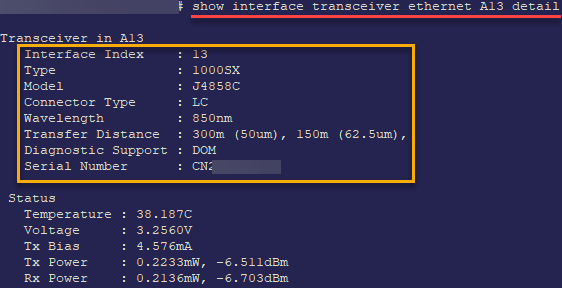 # show interface transceiver ethernet A13 detail
Transceiver in A13
Interface Index : 13
Type : 1000SX
Model : J4858C
Connector Type : LC
Wavelength : 850nm
Transfer Distance : 300m (50um), 150m (62.5um),
Diagnostic Support : DOM
Serial Number : CN2
Status
Temperature : 38.187C
Voltage : 3.2560V
Tx Bias : 4.576mA
Tx Power : 0.2233mW, -6.511dBm
Rx Power : 0.2136mW, -6.703dBm